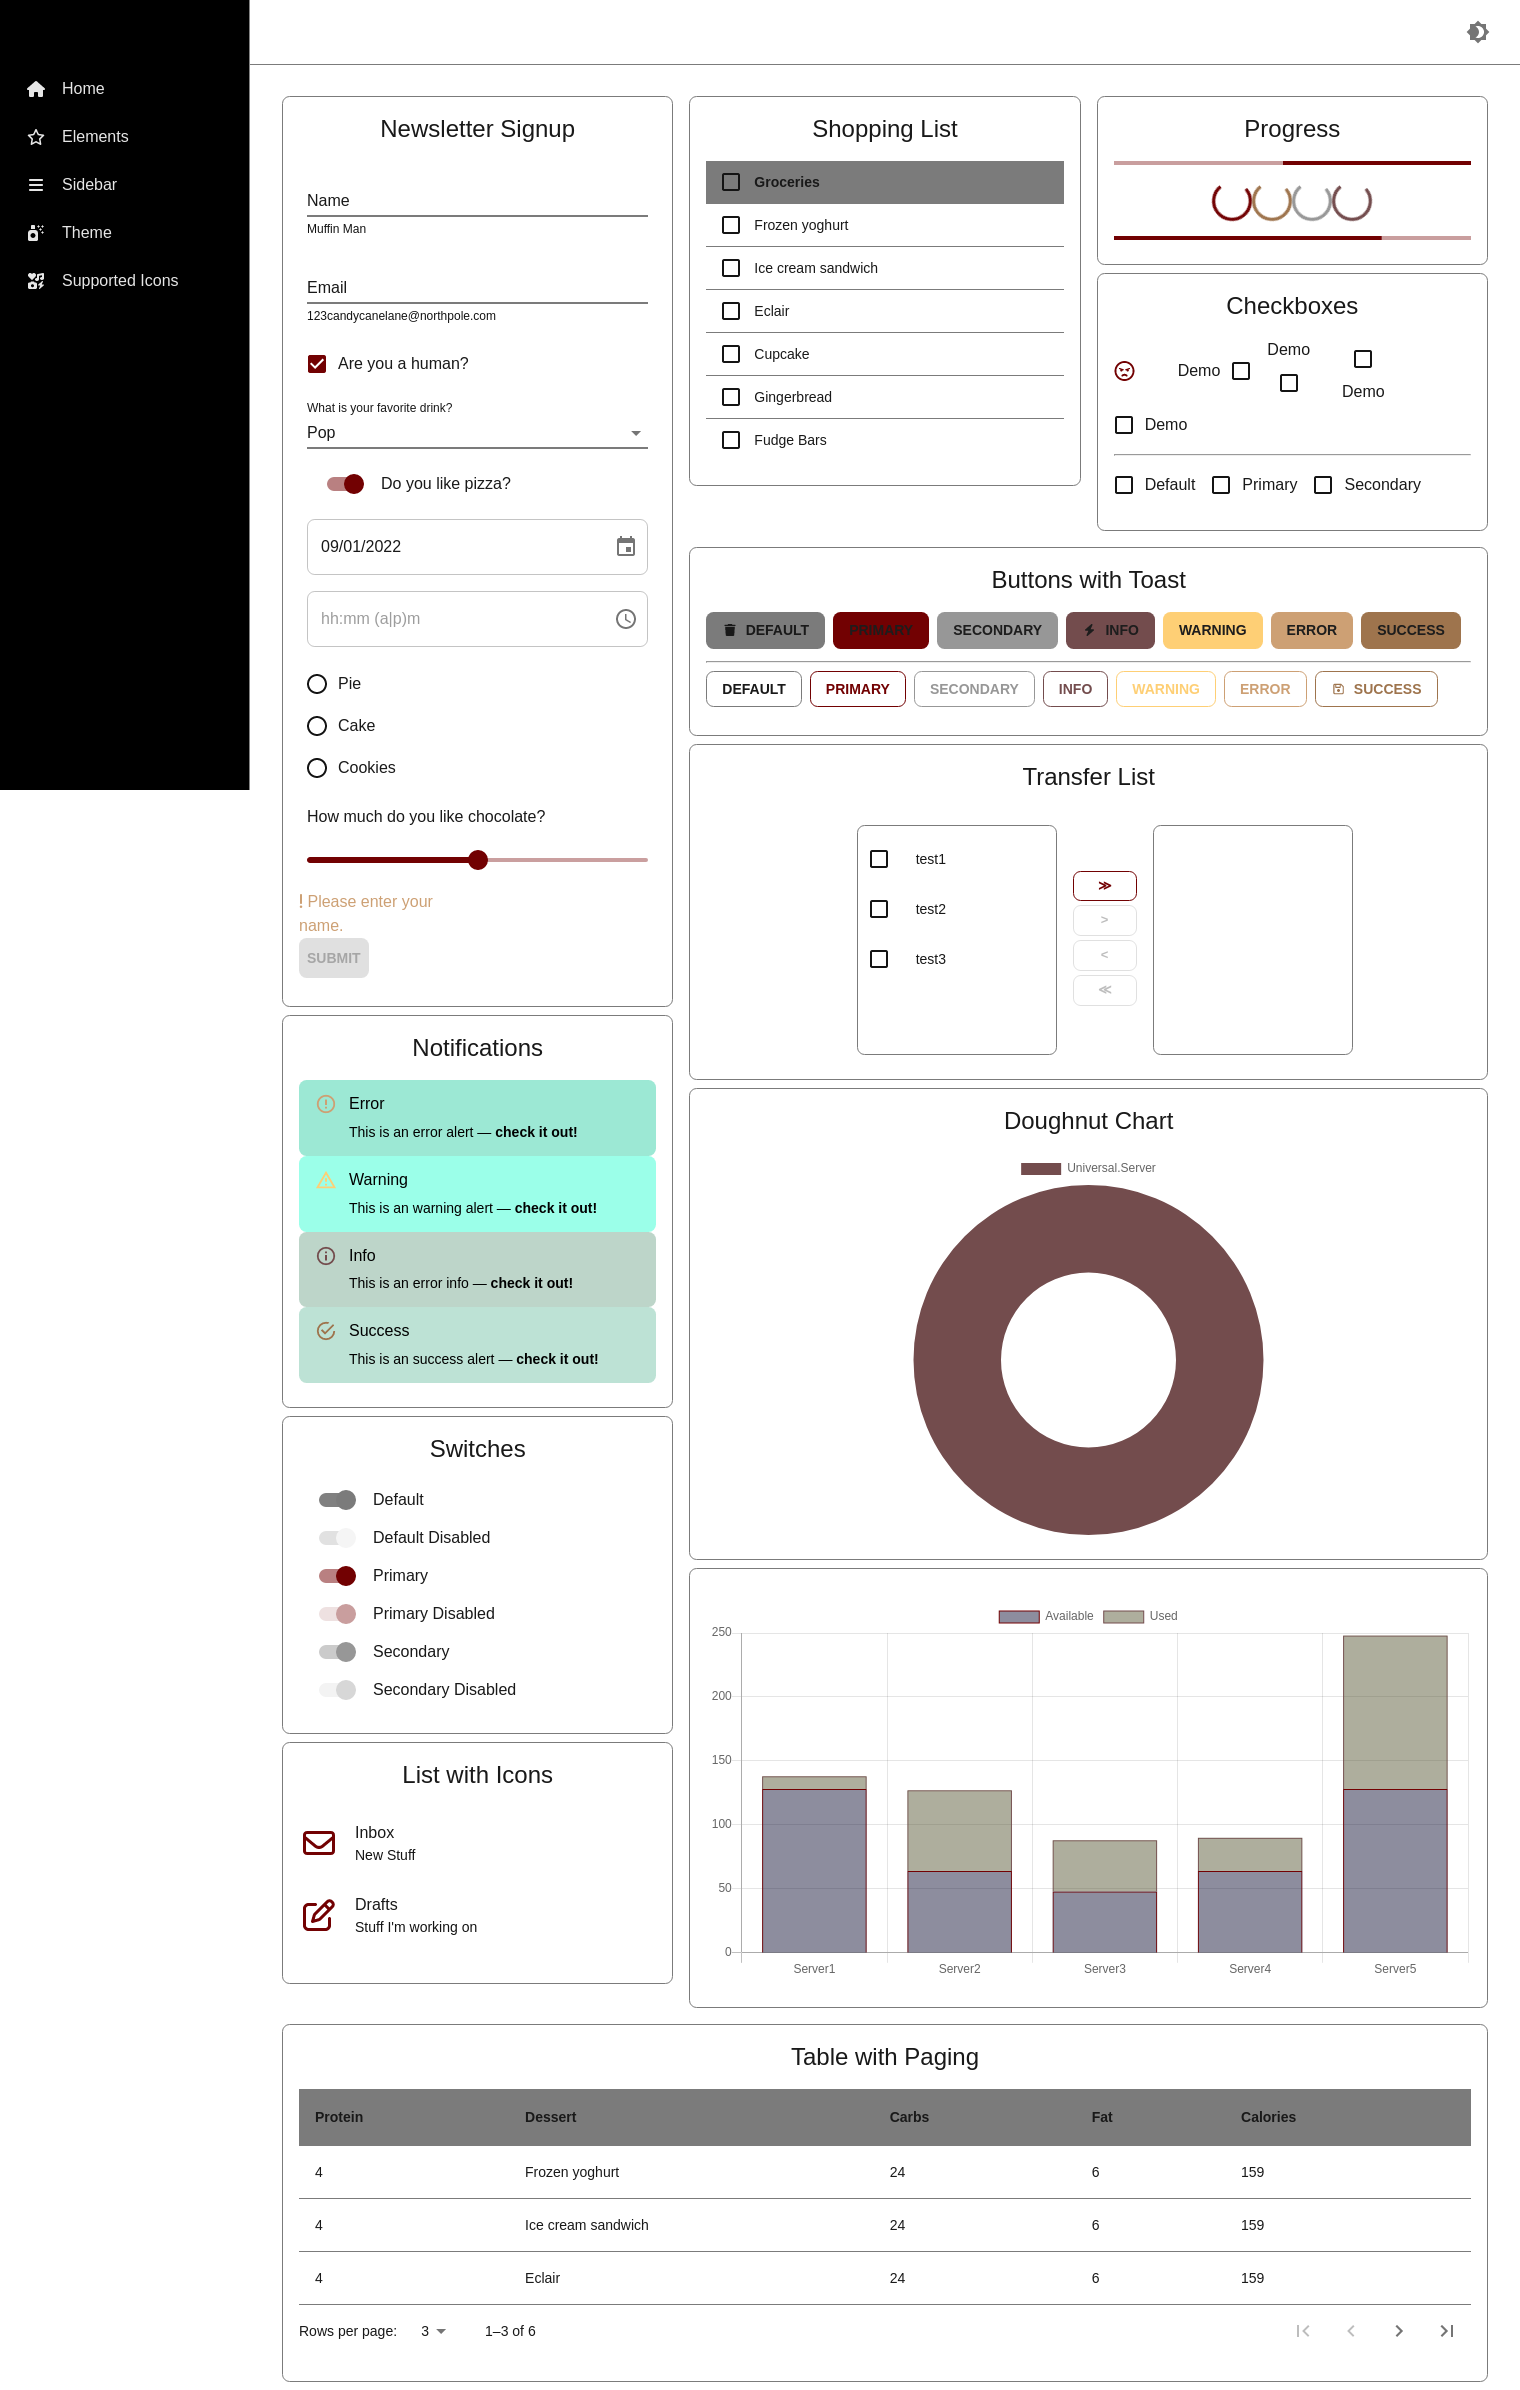 Home
Elements
Sidebar
Theme
Supported Icons
Newsletter Signup
Name
Muffin Man
Email
123candycanelane@northpole.com
Are you a human?
What is your favorite drink?
Pop
Do you like pizza?
09/01/2022
hh:mm (a|p)m
Pie
Cake
Cookies
How much do you like chocolate?
! Please enter your
name.
SUBMIT
Shopping List
Groceries
Frozen yoghurt
Ice cream sandwich
Eclair
Cupcake
Gingerbread
Fudge Bars
Progress
Checkboxes
Demo
Demo
Demo
Demo
Default Primary Secondary
Buttons with Toast
DEFAULT PRIMARY SECONDARY INFO WARNING ERROR SUCCESS
DEFAULT PRIMARY SECONDARY INFO WARNING ERROR SUCCESS
Transfer List
test1
test2
test3
≫
>
<
≪
Notifications
Error
This is an error alert — check it out!
Warning
This is an warning alert — check it out!
Info
This is an error info — check it out!
Success
This is an success alert — check it out!
Doughnut Chart
Universal.Server
Switches
Default
Default Disabled
Primary
Primary Disabled
Secondary
Secondary Disabled
List with Icons
Inbox
New Stuff
Drafts
Stuff I'm working on
Available Used
250
200
150
100
50
0
Server1 Server2 Server3 Server4 Server5
Table with Paging
Protein Dessert Carbs Fat Calories
4 Frozen yoghurt 24 6 159
4 Ice cream sandwich 24 6 159
4 Eclair 24 6 159
Rows per page: 3 1–3 of 6